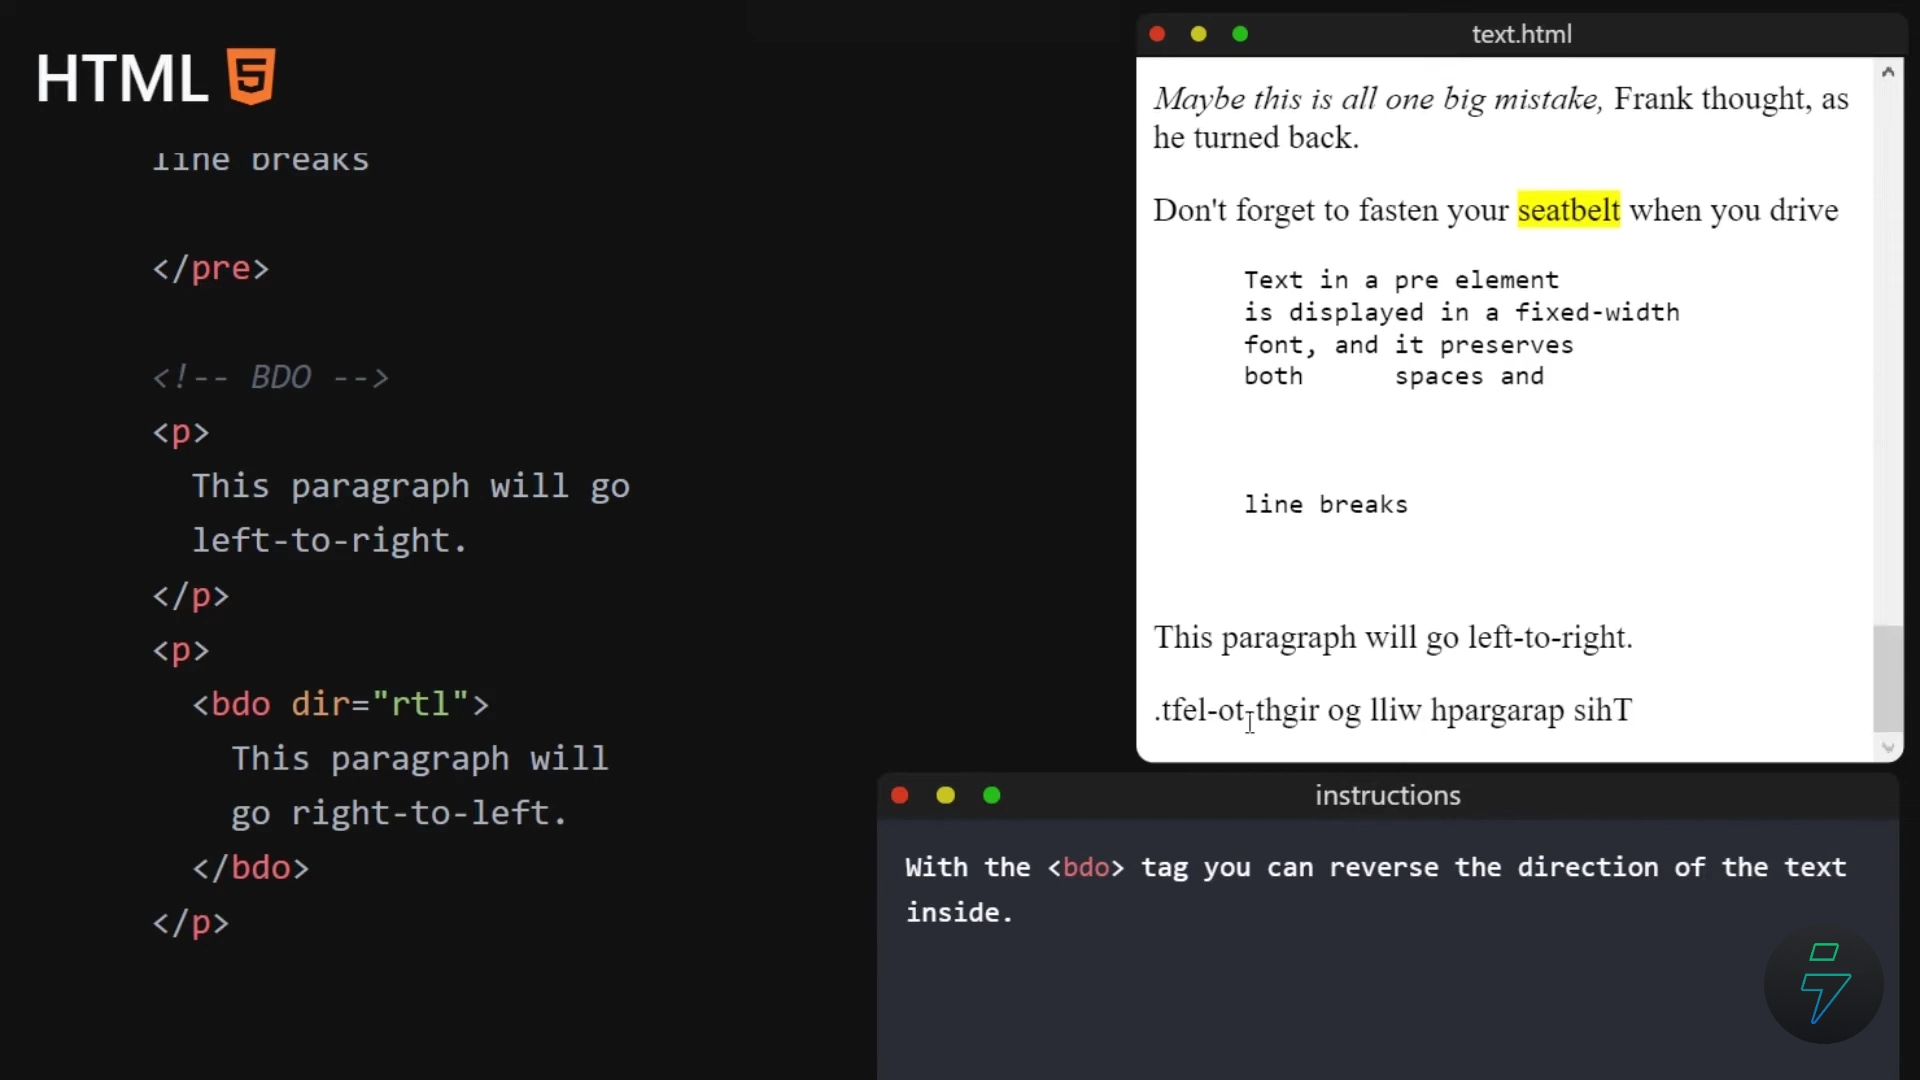 HTML 5
line breaks
</pre>
<!-- BDO -->
<p>
This paragraph will go
left-to-right.
</p>
<p>
<bdo dir="rtl">
This paragraph will
go right-to-left.
</bdo>
</p>
text.html
Maybe this is all one big mistake, Frank thought, as
he turned back.
Don't forget to fasten your seatbelt when you drive
Text in a pre element
is displayed in a fixed-width
font, and it preserves
both      spaces and
line breaks
This paragraph will go left-to-right.
.tfel-ot-thgir og lliw hpargarap sihT
instructions
With the <bdo> tag you can reverse the direction of the text
inside.